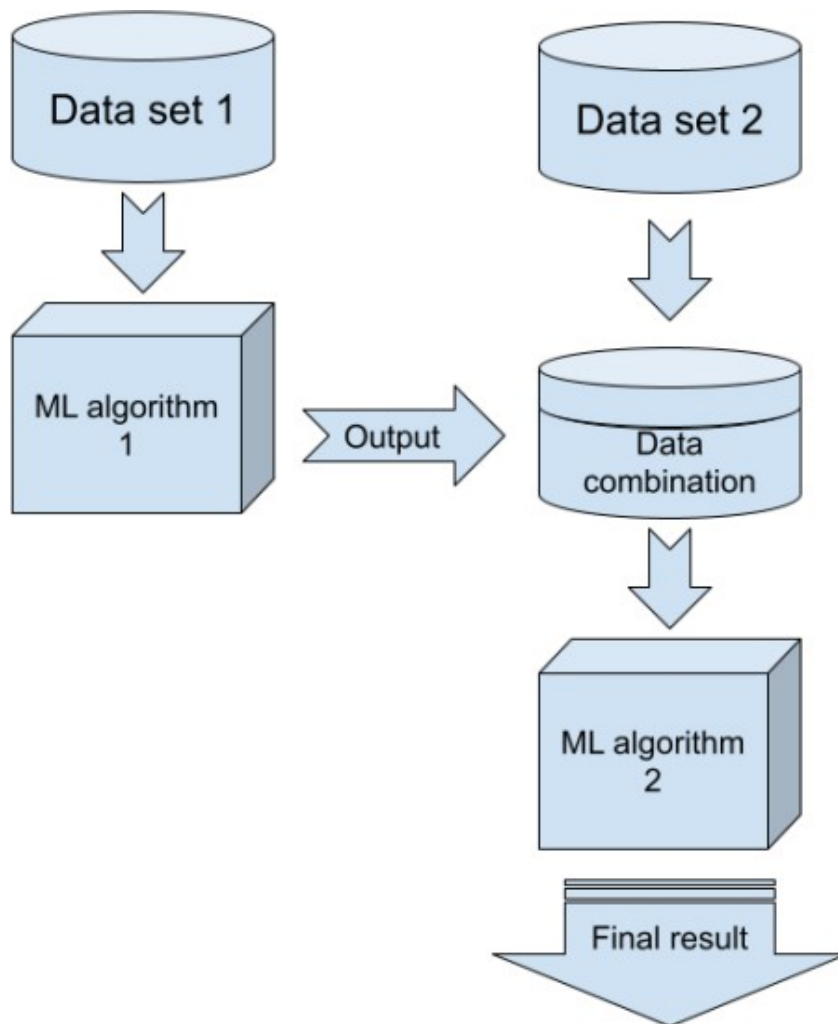 Data set 1
Data set 2
ML algorithm
1
Output
Data
combination
ML algorithm
2
Final result